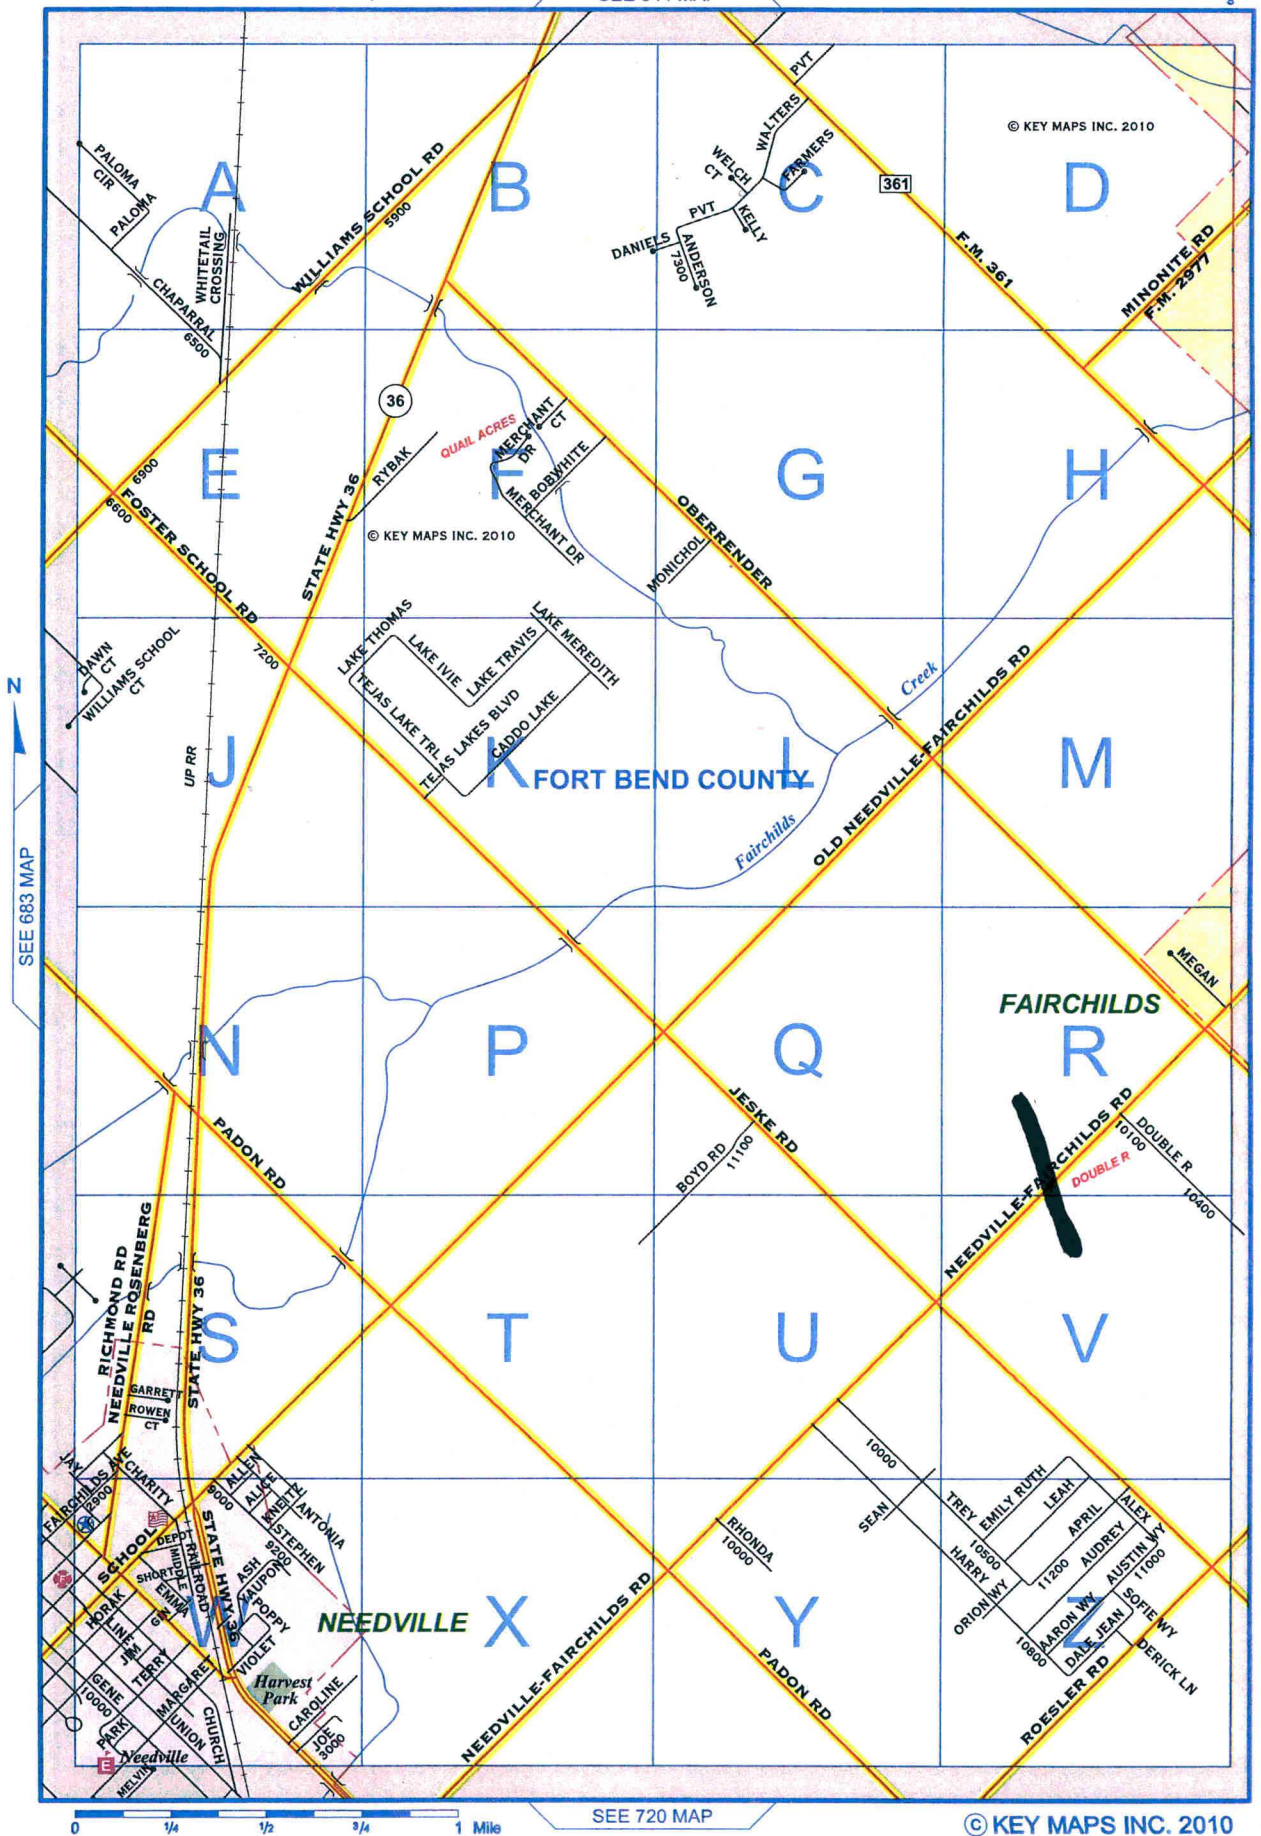 © KEY MAPS INC. 2010
PVT
WALTERS
FARMERS
WELCH
CT
PVT
KELLY
DANIELS
ANDERSON
7300
361
F.M. 361
MINONITE RD
F.M. 2977
PALOMA
CIR
PALOMA
CHAPARRAL
6500
WHITETAIL
CROSSING
WILLIAMS SCHOOL RD
5900
A
B
C
D
36
QUAIL ACRES
MERCHANT
CT
MERCHANT
DR
BOBWHITE
MERCHANT DR
RYBAK
© KEY MAPS INC. 2010
STATE HWY 36
6900
6600
FOSTER SCHOOL RD
7200
OBERRENDER
MONICHOL
E
F
G
H
DAWN
CT
WILLIAMS SCHOOL
CT
UP RR
LAKE THOMAS
LAKE IVIE
LAKE TRAVIS
LAKE MEREDITH
TEJAS LAKE TRL
TEJAS LAKES BLVD
CADDO LAKE
Creek
Fairchilds
OLD NEEDVILLE-FAIRCHILDS RD
FORT BEND COUNTY
J
K
L
M
N
SEE 683 MAP
MEGAN
FAIRCHILDS
N
P
Q
R
PADON RD
JESKE RD
BOYD RD
11100
NEEDVILLE-FAIRCHILDS RD
10100
DOUBLE R
DOUBLE R
10400
RICHMOND RD
NEEDVILLE ROSENBERG
RD
STATE HWY 36
S
T
U
V
GARRETT
ROWEN
CT
JAY
FAIRCHILDS AVE
2900
CHARITY
ALLEN
9000
ALICE
KNEITZ
ANTONIA
STEPHEN
9200
SCHOOL
DEPOT
MIDDLE
RAILROAD
SHORT
EMMA
GIN
STATE HWY 36
ASH
YAUPON
POPPY
VIOLET
HORAK
LINE
JIM
TERRY
MARGARET
GENE
10000
PARK
UNION
CHURCH
Needville
E
MELVIN
Harvest
Park
CAROLINE
JOE
3000
NEEDVILLE
W
X
Y
Z
NEEDVILLE-FAIRCHILDS RD
RHONDA
10000
PADON RD
10000
SEAN
TREY
10500
HARRY
ORION WY
EMILY RUTH
LEAH
APRIL
ALEX
11200
AUDREY
AUSTIN WY
11000
10800
AARON WY
DALE JEAN
SOFIE WY
DERICK LN
ROESLER RD
0
1/4
1/2
3/4
1 Mile
SEE 720 MAP
© KEY MAPS INC. 2010